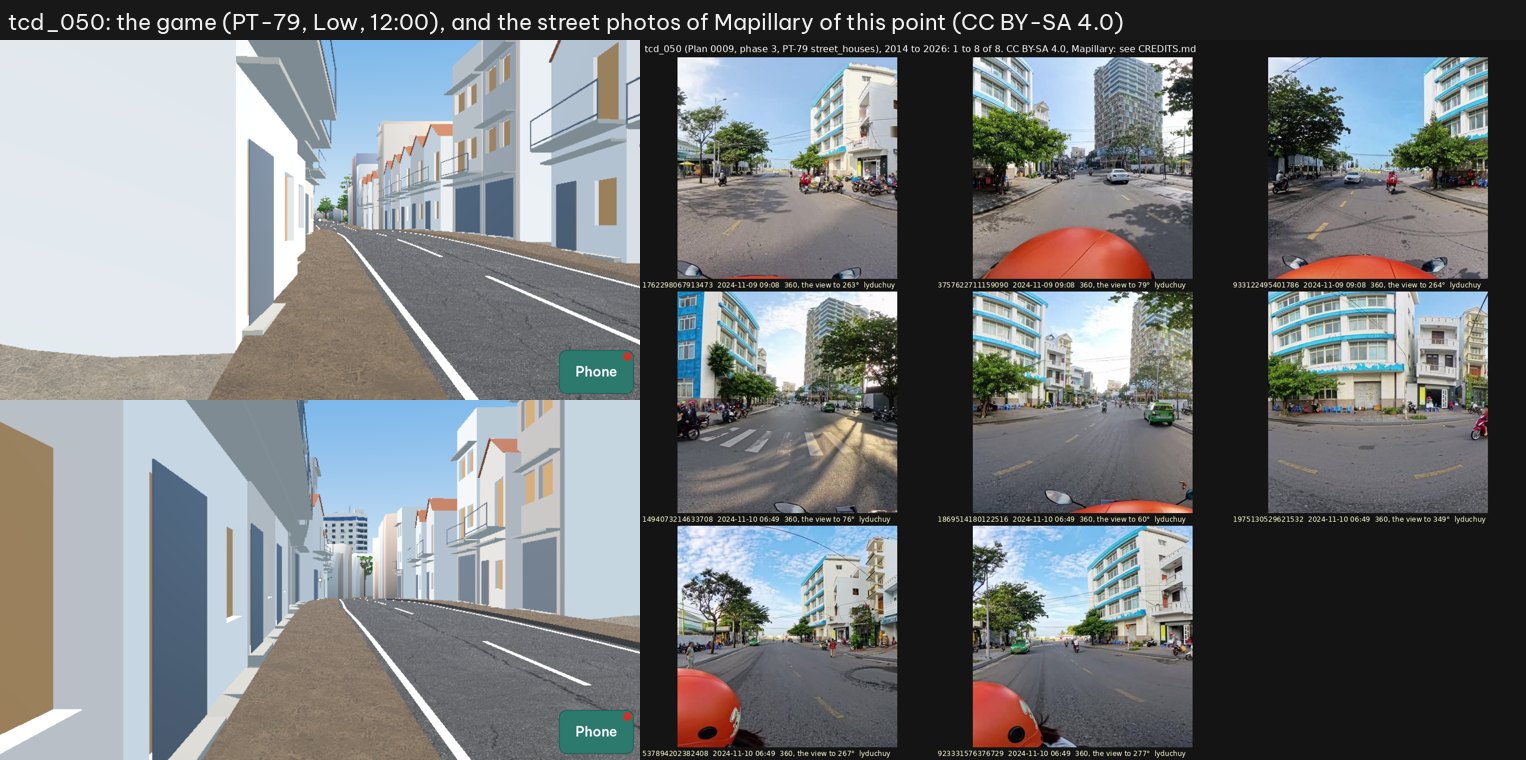 tcd_050: the game (PT-79, Low, 12:00), and the street photos of Mapillary of this point (CC BY-SA 4.0)
tcd_050 (Plan 0009, phase 3, PT-79 street_houses), 2014 to 2026: 1 to 8 of 8. CC BY-SA 4.0, Mapillary: see CREDITS.md
1762298067913473 2024-11-09 09:08 360, the view to 263° lyduchuy
3757622711159090 2024-11-09 09:08 360, the view to 79° lyduchuy
933122495401786 2024-11-09 09:08 360, the view to 264° lyduchuy
Phone
1494073214633708 2024-11-10 06:49 360, the view to 76° lyduchuy
1869514180122516 2024-11-10 06:49 360, the view to 60° lyduchuy
1975130529621532 2024-11-10 06:49 360, the view to 349° lyduchuy
Phone
537894202382408 2024-11-10 06:49 360, the view to 267° lyduchuy
923331576376729 2024-11-10 06:49 360, the view to 277° lyduchuy